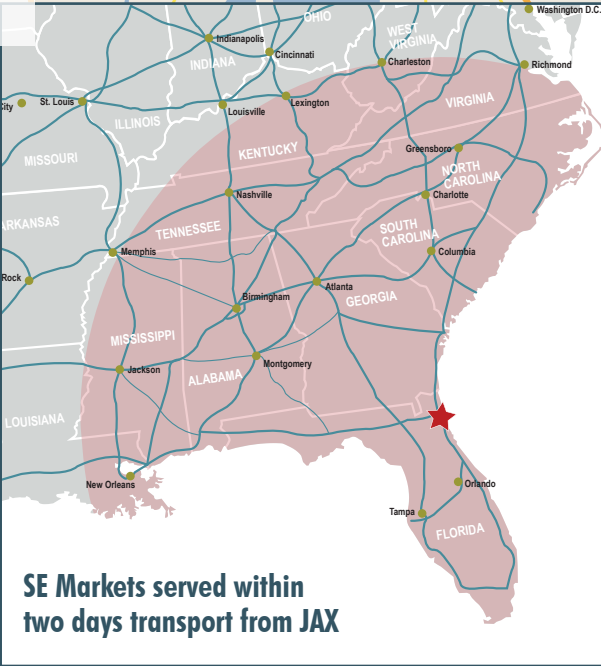 Washington D.C.
OHIO
Indianapolis
WEST
VIRGINIA
Cincinnati
INDIANA
Charleston
Richmond
City
St. Louis
Lexington
VIRGINIA
Louisville
ILLINOIS
Greensboro
KENTUCKY
MISSOURI
NORTH
CAROLINA
Nashville
Charlotte
ARKANSAS
TENNESSEE
SOUTH
CAROLINA
Memphis
Columbia
Rock
Atlanta
Birmingham
GEORGIA
MISSISSIPPI
Montgomery
Jackson
ALABAMA
LOUISIANA
New Orleans
Orlando
Tampa
FLORIDA
SE Markets served within
two days transport from JAX